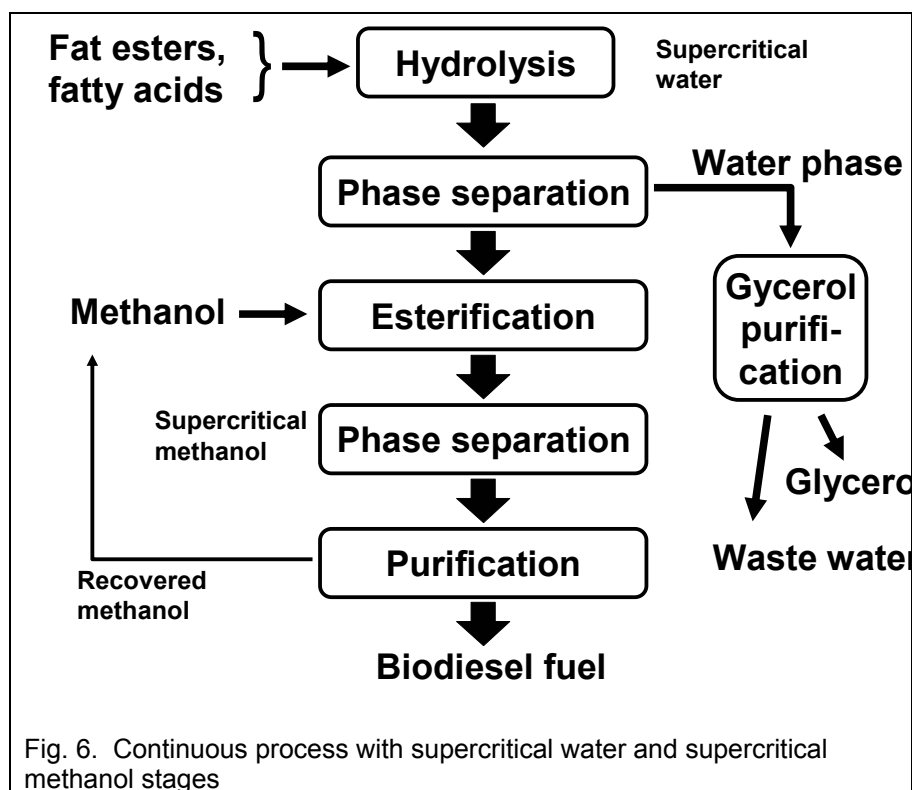 Fat esters,
fatty acids
Hydrolysis
Supercritical
water
Phase separation
Water phase
Methanol
Esterification
Gycerol
purifi-
cation
Supercritical
methanol
Phase separation
Glycero
Purification
Waste water
Recovered
methanol
Biodiesel fuel
Fig. 6. Continuous process with supercritical water and supercritical
methanol stages